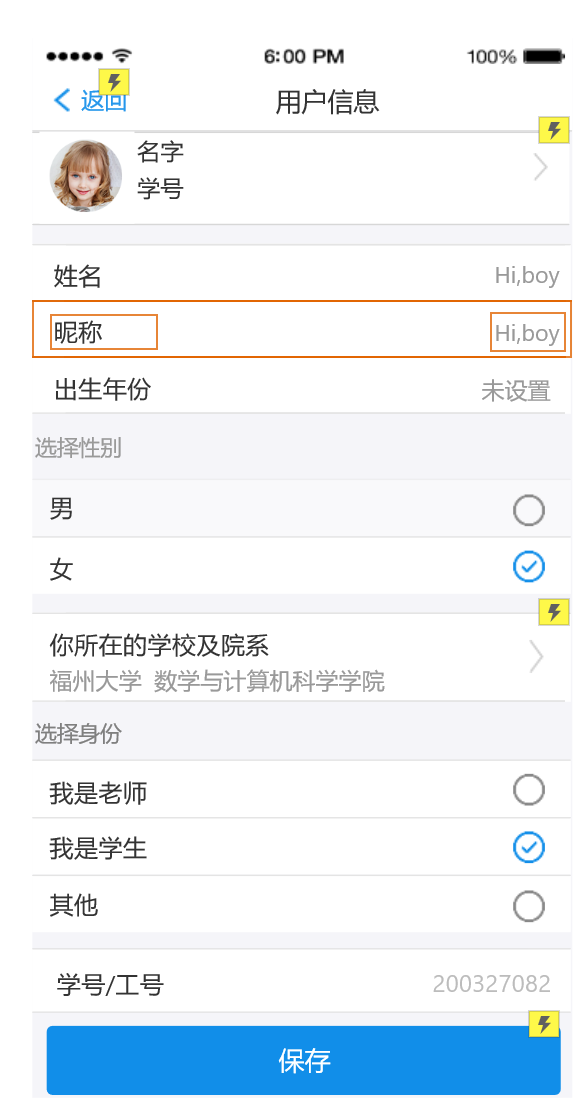 6:00 PM 100%
返回 用户信息
名字
学号
姓名 Hi,boy
昵称 Hi,boy
出生年份 未设置
选择性别
男
女
你所在的学校及院系
福州大学 数学与计算机科学学院
选择身份
我是老师
我是学生
其他
学号/工号 200327082
保存